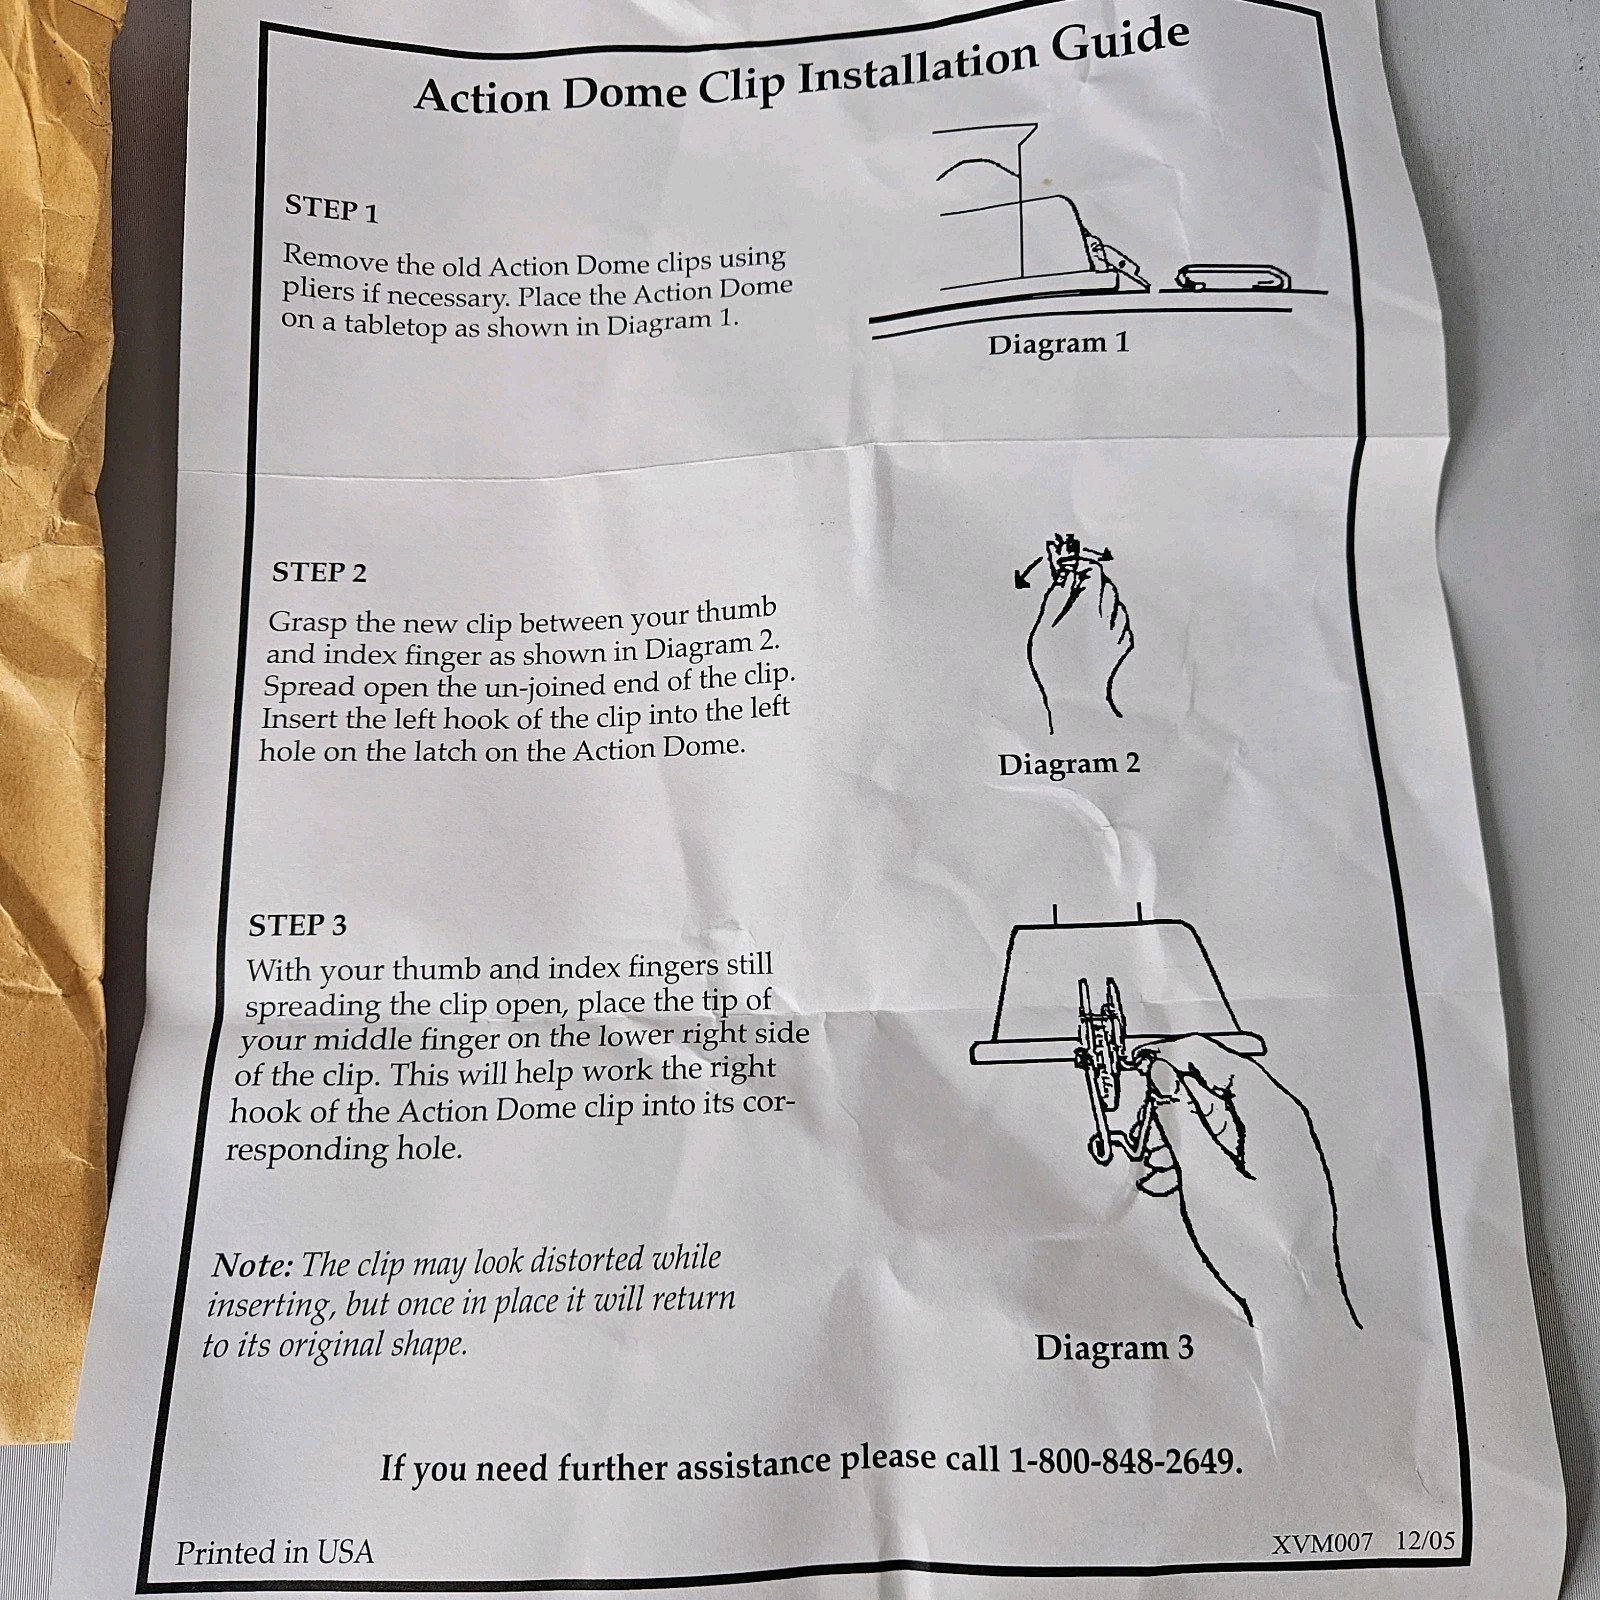 Action Dome Clip Installation Guide
STEP 1
Remove the old Action Dome clips using
pliers if necessary. Place the Action Dome
on a tabletop as shown in Diagram 1.
Diagram 1
STEP 2
Grasp the new clip between your thumb
and index finger as shown in Diagram 2.
Spread open the un-joined end of the clip.
Insert the left hook of the clip into the left
hole on the latch on the Action Dome.
Diagram 2
STEP 3
With your thumb and index fingers still
spreading the clip open, place the tip of
your middle finger on the lower right side
of the clip. This will help work the right
hook of the Action Dome clip into its cor-
responding hole.
Note: The clip may look distorted while
inserting, but once in place it will return
to its original shape.
Diagram 3
If you need further assistance please call 1-800-848-2649.
Printed in USA
XVM007 12/05